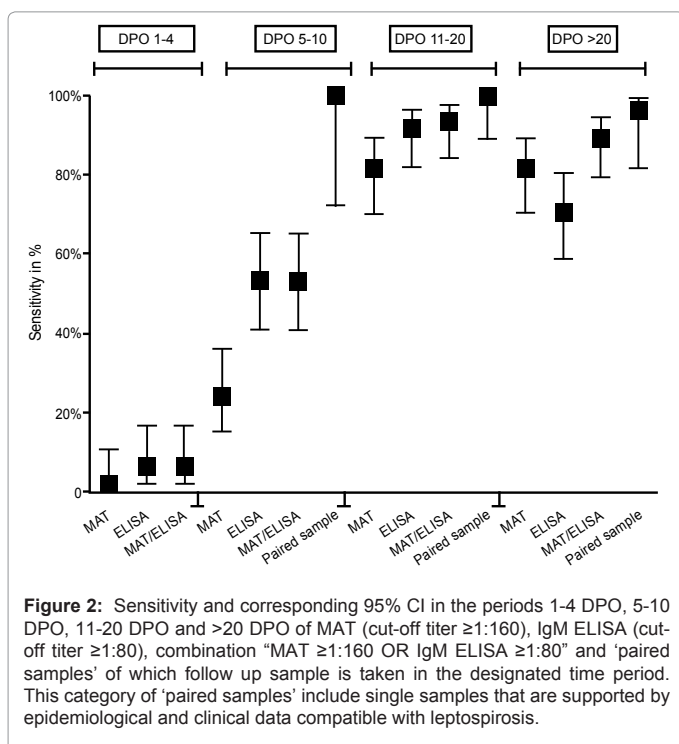 DPO 1-4 DPO 5-10 DPO 11-20 DPO >20
100%
80%
60%
40%
20%
0
Sensitivity in %
MAT ELISA MAT/ELISA MAT ELISA MAT/ELISA Paired sample MAT ELISA MAT/ELISA Paired sample MAT ELISA MAT/ELISA Paired sample
Figure 2: Sensitivity and corresponding 95% CI in the periods 1-4 DPO, 5-10
DPO, 11-20 DPO and >20 DPO of MAT (cut-off titer ≥1:160), IgM ELISA (cut-
off titer ≥1:80), combination “MAT ≥1:160 OR IgM ELISA ≥1:80” and ‘paired
samples’ of which follow up sample is taken in the designated time period.
This category of ‘paired samples’ include single samples that are supported by
epidemiological and clinical data compatible with leptospirosis.